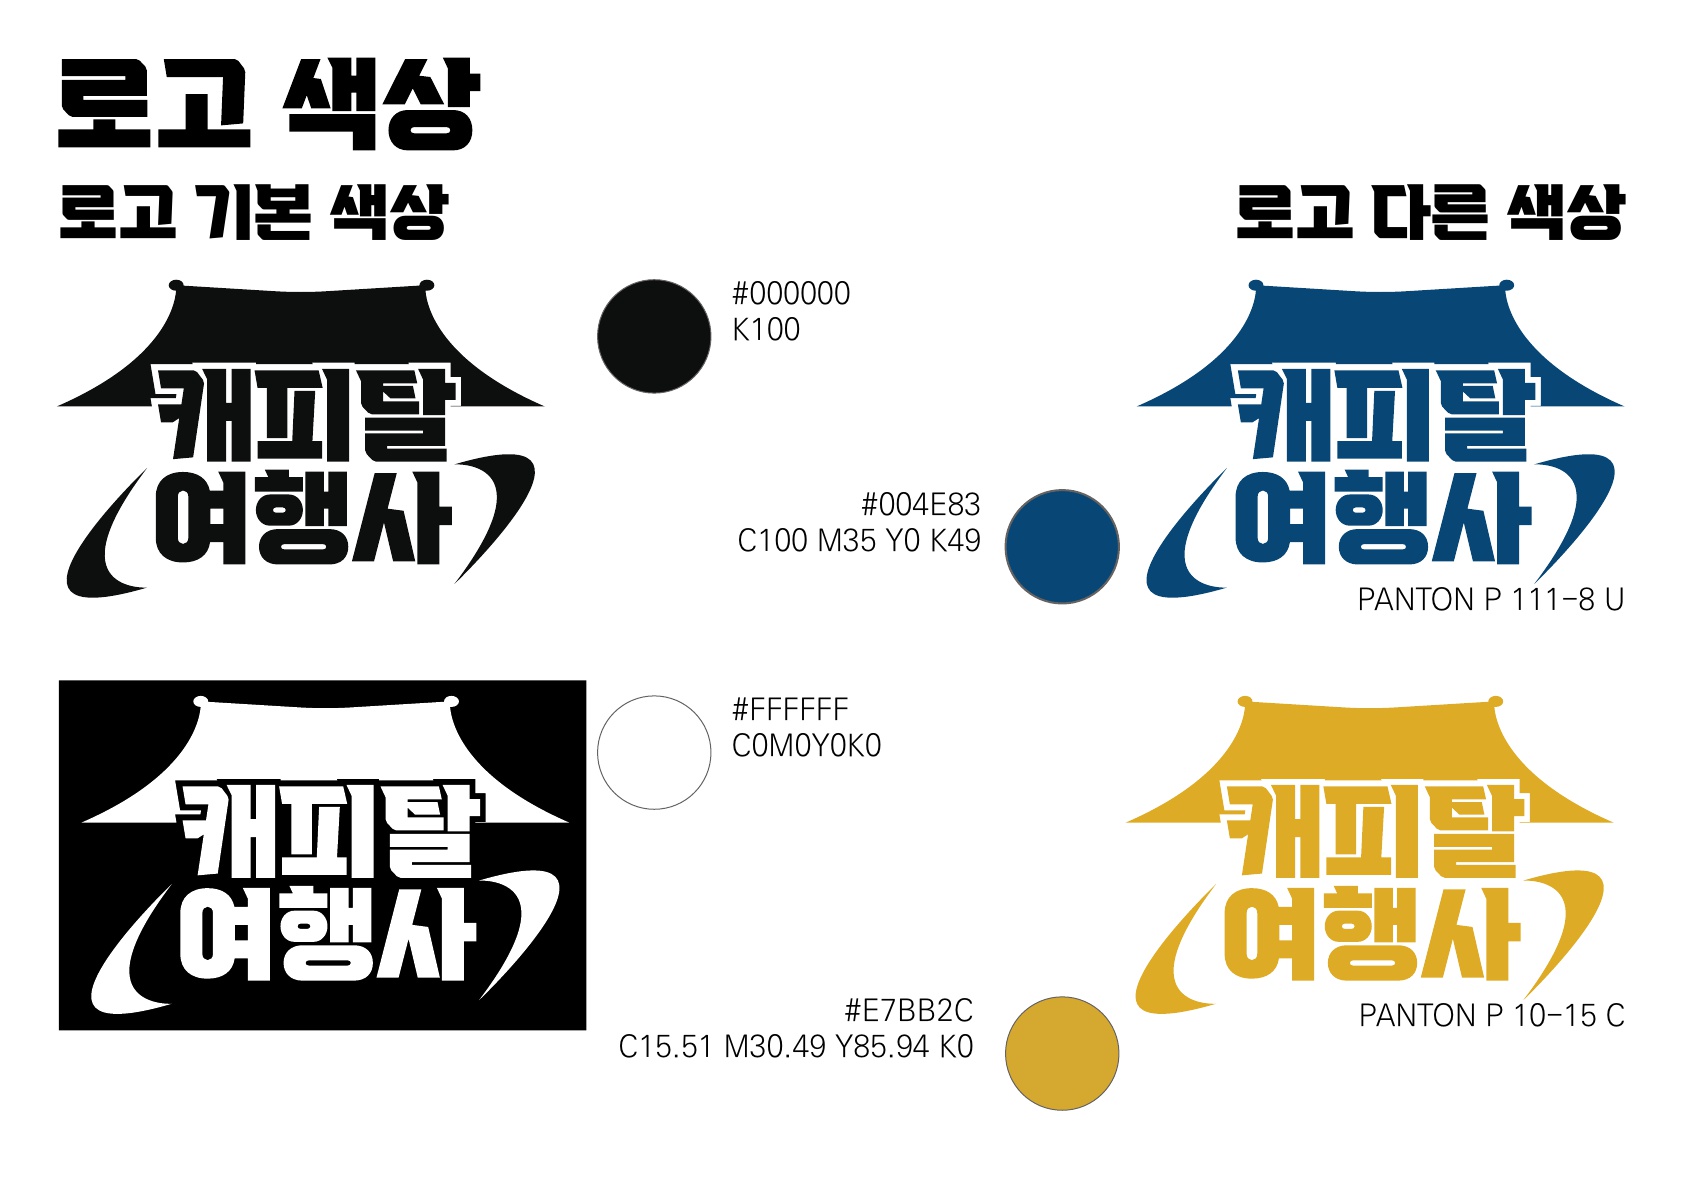 로고 색상
로고 기본 색상
캐피탈
여행사
#000000
K100
캐피탈
여행사
#FFFFFF
C0M0Y0K0
로고 다른 색상
#004E83
C100 M35 Y0 K49
캐피탈
여행사
PANTON P 111-8 U
#E7BB2C
C15.51 M30.49 Y85.94 K0
캐피탈
여행사
PANTON P 10-15 C